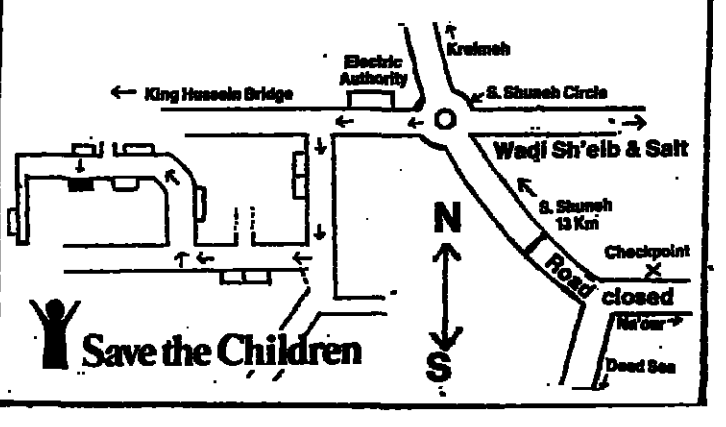 Kraimeh
Electric
Authority
King Hussein Bridge
S. Shuneh Circle
Wadi Sh'eib & Salt
N
S. Shuneh
13 Km
Checkpoint
Road closed
Na'our
Dead Sea
S
Save the Children